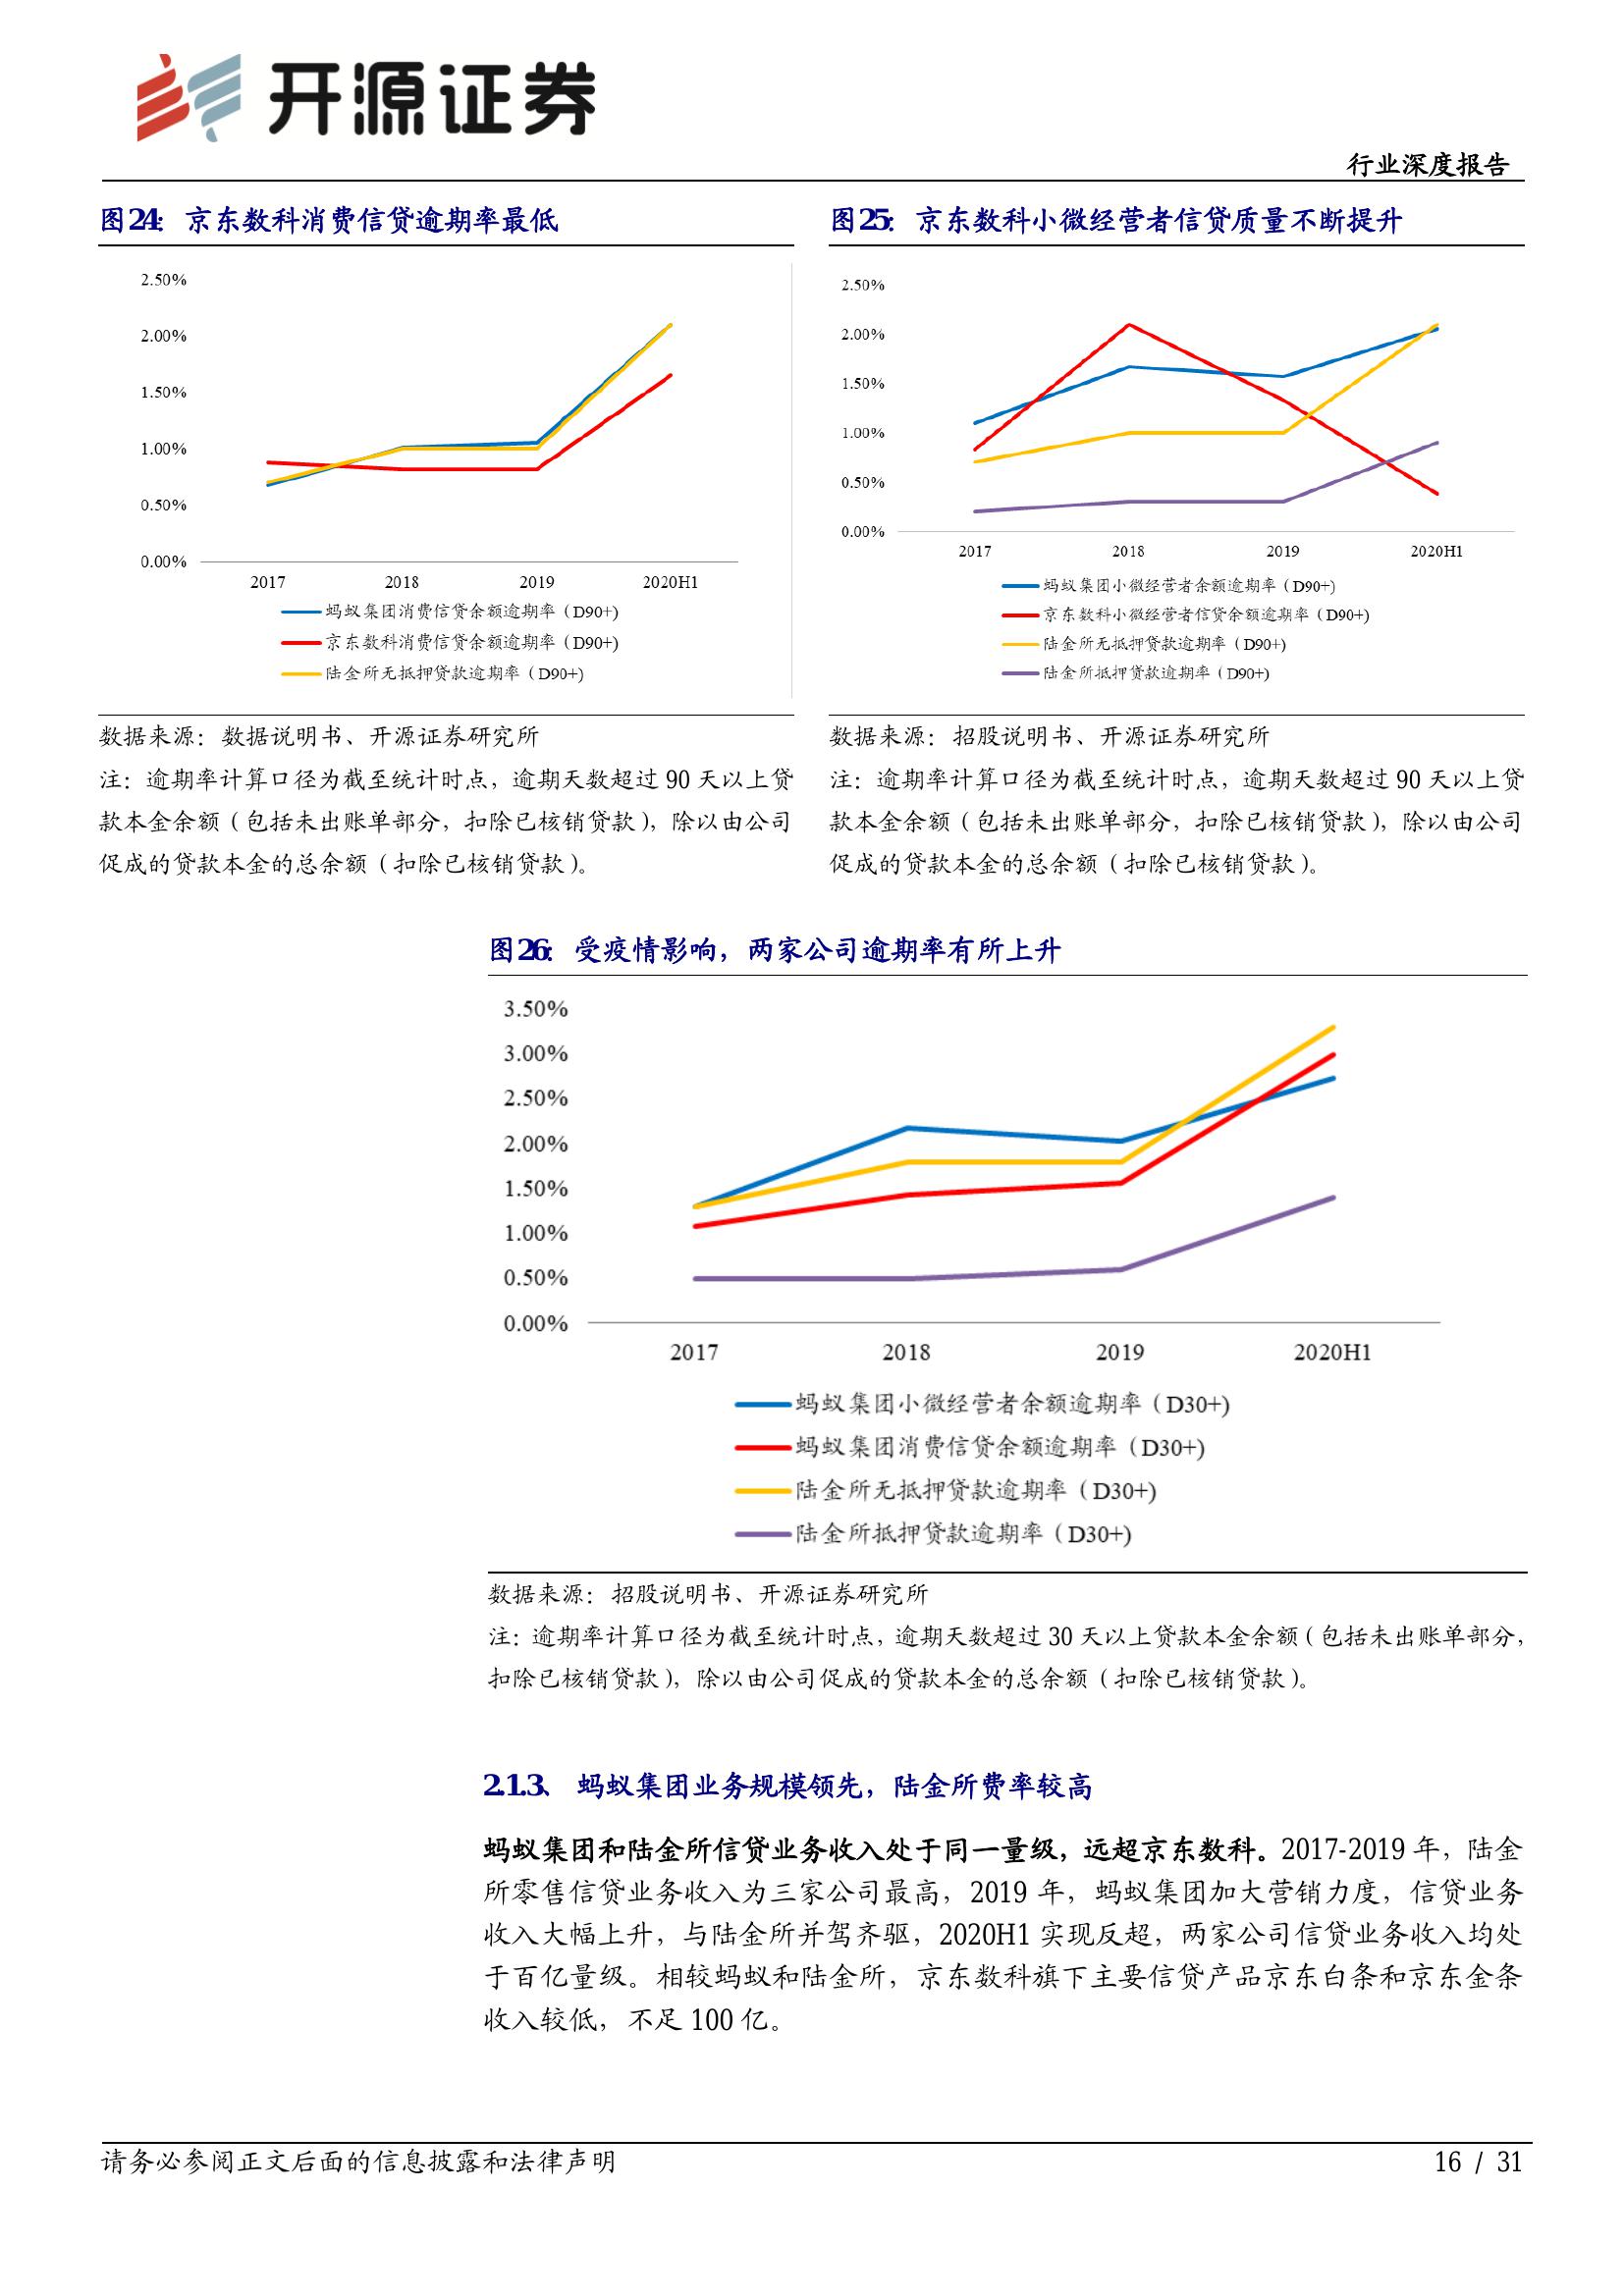 开源证券
行业深度报告
图24：京东数科消费信贷逾期率最低
2.50%
2.00%
1.50%
1.00%
0.50%
0.00%
2017 2018 2019 2020H1
蚂蚁集团消费信贷余额逾期率（D90+)
京东数科消费信贷余额逾期率（D90+)
陆金所无抵押贷款逾期率（D90+)
数据来源：数据说明书、开源证券研究所
注：逾期率计算口径为截至统计时点，逾期天数超过 90 天以上贷
款本金余额（包括未出账单部分，扣除已核销贷款），除以由公司
促成的贷款本金的总余额（扣除已核销贷款）。
图25：京东数科小微经营者信贷质量不断提升
2.50%
2.00%
1.50%
1.00%
0.50%
0.00%
2017 2018 2019 2020H1
蚂蚁集团小微经营者余额逾期率（D90+)
京东数科小微经营者信贷余额逾期率（D90+)
陆金所无抵押贷款逾期率（D90+)
陆金所抵押贷款逾期率（D90+)
数据来源：招股说明书、开源证券研究所
注：逾期率计算口径为截至统计时点，逾期天数超过 90 天以上贷
款本金余额（包括未出账单部分，扣除已核销贷款），除以由公司
促成的贷款本金的总余额（扣除已核销贷款）。
图26：受疫情影响，两家公司逾期率有所上升
3.50%
3.00%
2.50%
2.00%
1.50%
1.00%
0.50%
0.00%
2017 2018 2019 2020H1
蚂蚁集团小微经营者余额逾期率（D30+)
蚂蚁集团消费信贷余额逾期率（D30+)
陆金所无抵押贷款逾期率（D30+)
陆金所抵押贷款逾期率（D30+)
数据来源：招股说明书、开源证券研究所
注：逾期率计算口径为截至统计时点，逾期天数超过 30 天以上贷款本金余额（包括未出账单部分，
扣除已核销贷款），除以由公司促成的贷款本金的总余额（扣除已核销贷款）。
2.1.3、 蚂蚁集团业务规模领先，陆金所费率较高
蚂蚁集团和陆金所信贷业务收入处于同一量级，远超京东数科。2017-2019 年，陆金
所零售信贷业务收入为三家公司最高，2019 年，蚂蚁集团加大营销力度，信贷业务
收入大幅上升，与陆金所并驾齐驱，2020H1 实现反超，两家公司信贷业务收入均处
于百亿量级。相较蚂蚁和陆金所，京东数科旗下主要信贷产品京东白条和京东金条
收入较低，不足 100 亿。
请务必参阅正文后面的信息披露和法律声明
16 / 31